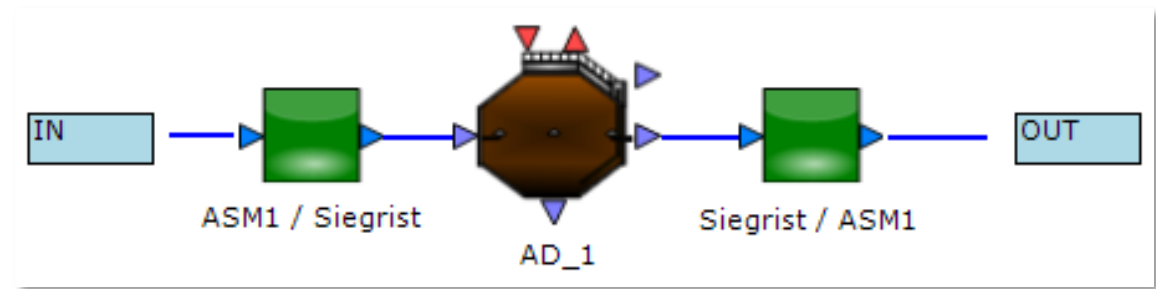 IN
ASM1 / Siegrist
AD_1
Siegrist / ASM1
OUT